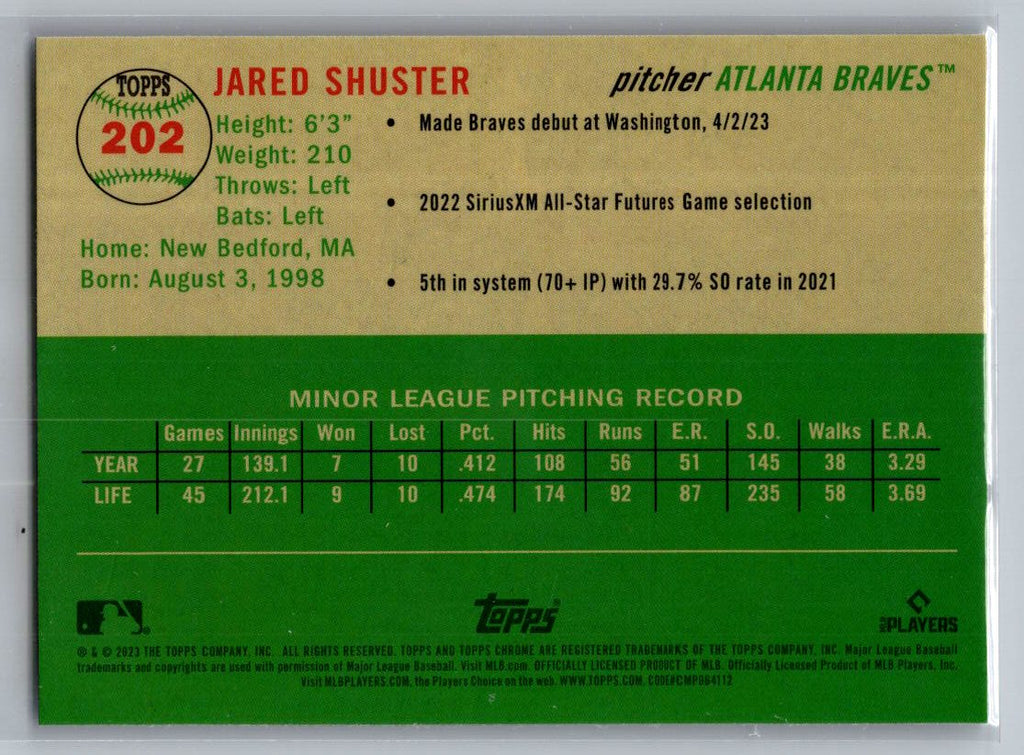 TOPPS
202
JARED SHUSTER
pitcher ATLANTA BRAVES™
Height: 6'3"
Weight: 210
Throws: Left
Bats: Left
Home: New Bedford, MA
Born: August 3, 1998
• Made Braves debut at Washington, 4/2/23
• 2022 SiriusXM All-Star Futures Game selection
• 5th in system (70+ IP) with 29.7% SO rate in 2021
MINOR LEAGUE PITCHING RECORD
Games Innings Won Lost Pct. Hits Runs E.R. S.O. Walks E.R.A.
YEAR 27 139.1 7 10 .412 108 56 51 145 38 3.29
LIFE 45 212.1 9 10 .474 174 92 87 235 58 3.69
Topps®
MLB PLAYERS
® & © 2023 THE TOPPS COMPANY, INC. ALL RIGHTS RESERVED. TOPPS AND TOPPS CHROME ARE REGISTERED TRADEMARKS OF THE TOPPS COMPANY, INC. Major League Baseball
trademarks and copyrights are used with permission of Major League Baseball. Visit MLB.com. OFFICIALLY LICENSED PRODUCT OF MLB. Officially Licensed Product of MLB Players, Inc.
Visit MLBPLAYERS.COM, the Players Choice on the web. WWW.TOPPS.COM. CODE#CMP064112